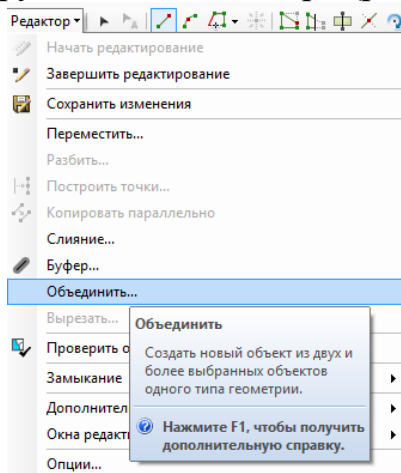 Редактор
Начать редактирование
Завершить редактирование
Сохранить изменения
Переместить...
Разбить...
Построить точки...
Копировать параллельно
Слияние...
Буфер...
Объединить...
Вырезать...
Объединить
Проверить о
Создать новый объект из двух и
более выбранных объектов
одного типа геометрии.
Замыкание
Дополнител
Окна редакт
Нажмите F1, чтобы получить
дополнительную справку.
Опции...